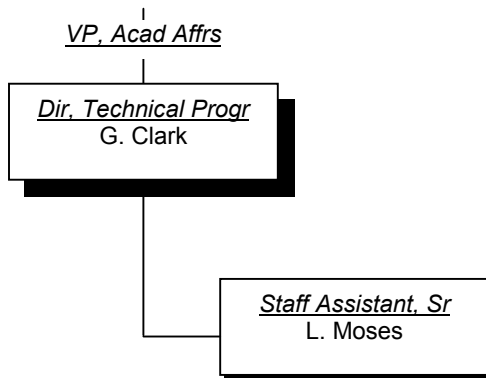 VP, Acad Affrs
Dir, Technical Progr
G. Clark
Staff Assistant, Sr
L. Moses